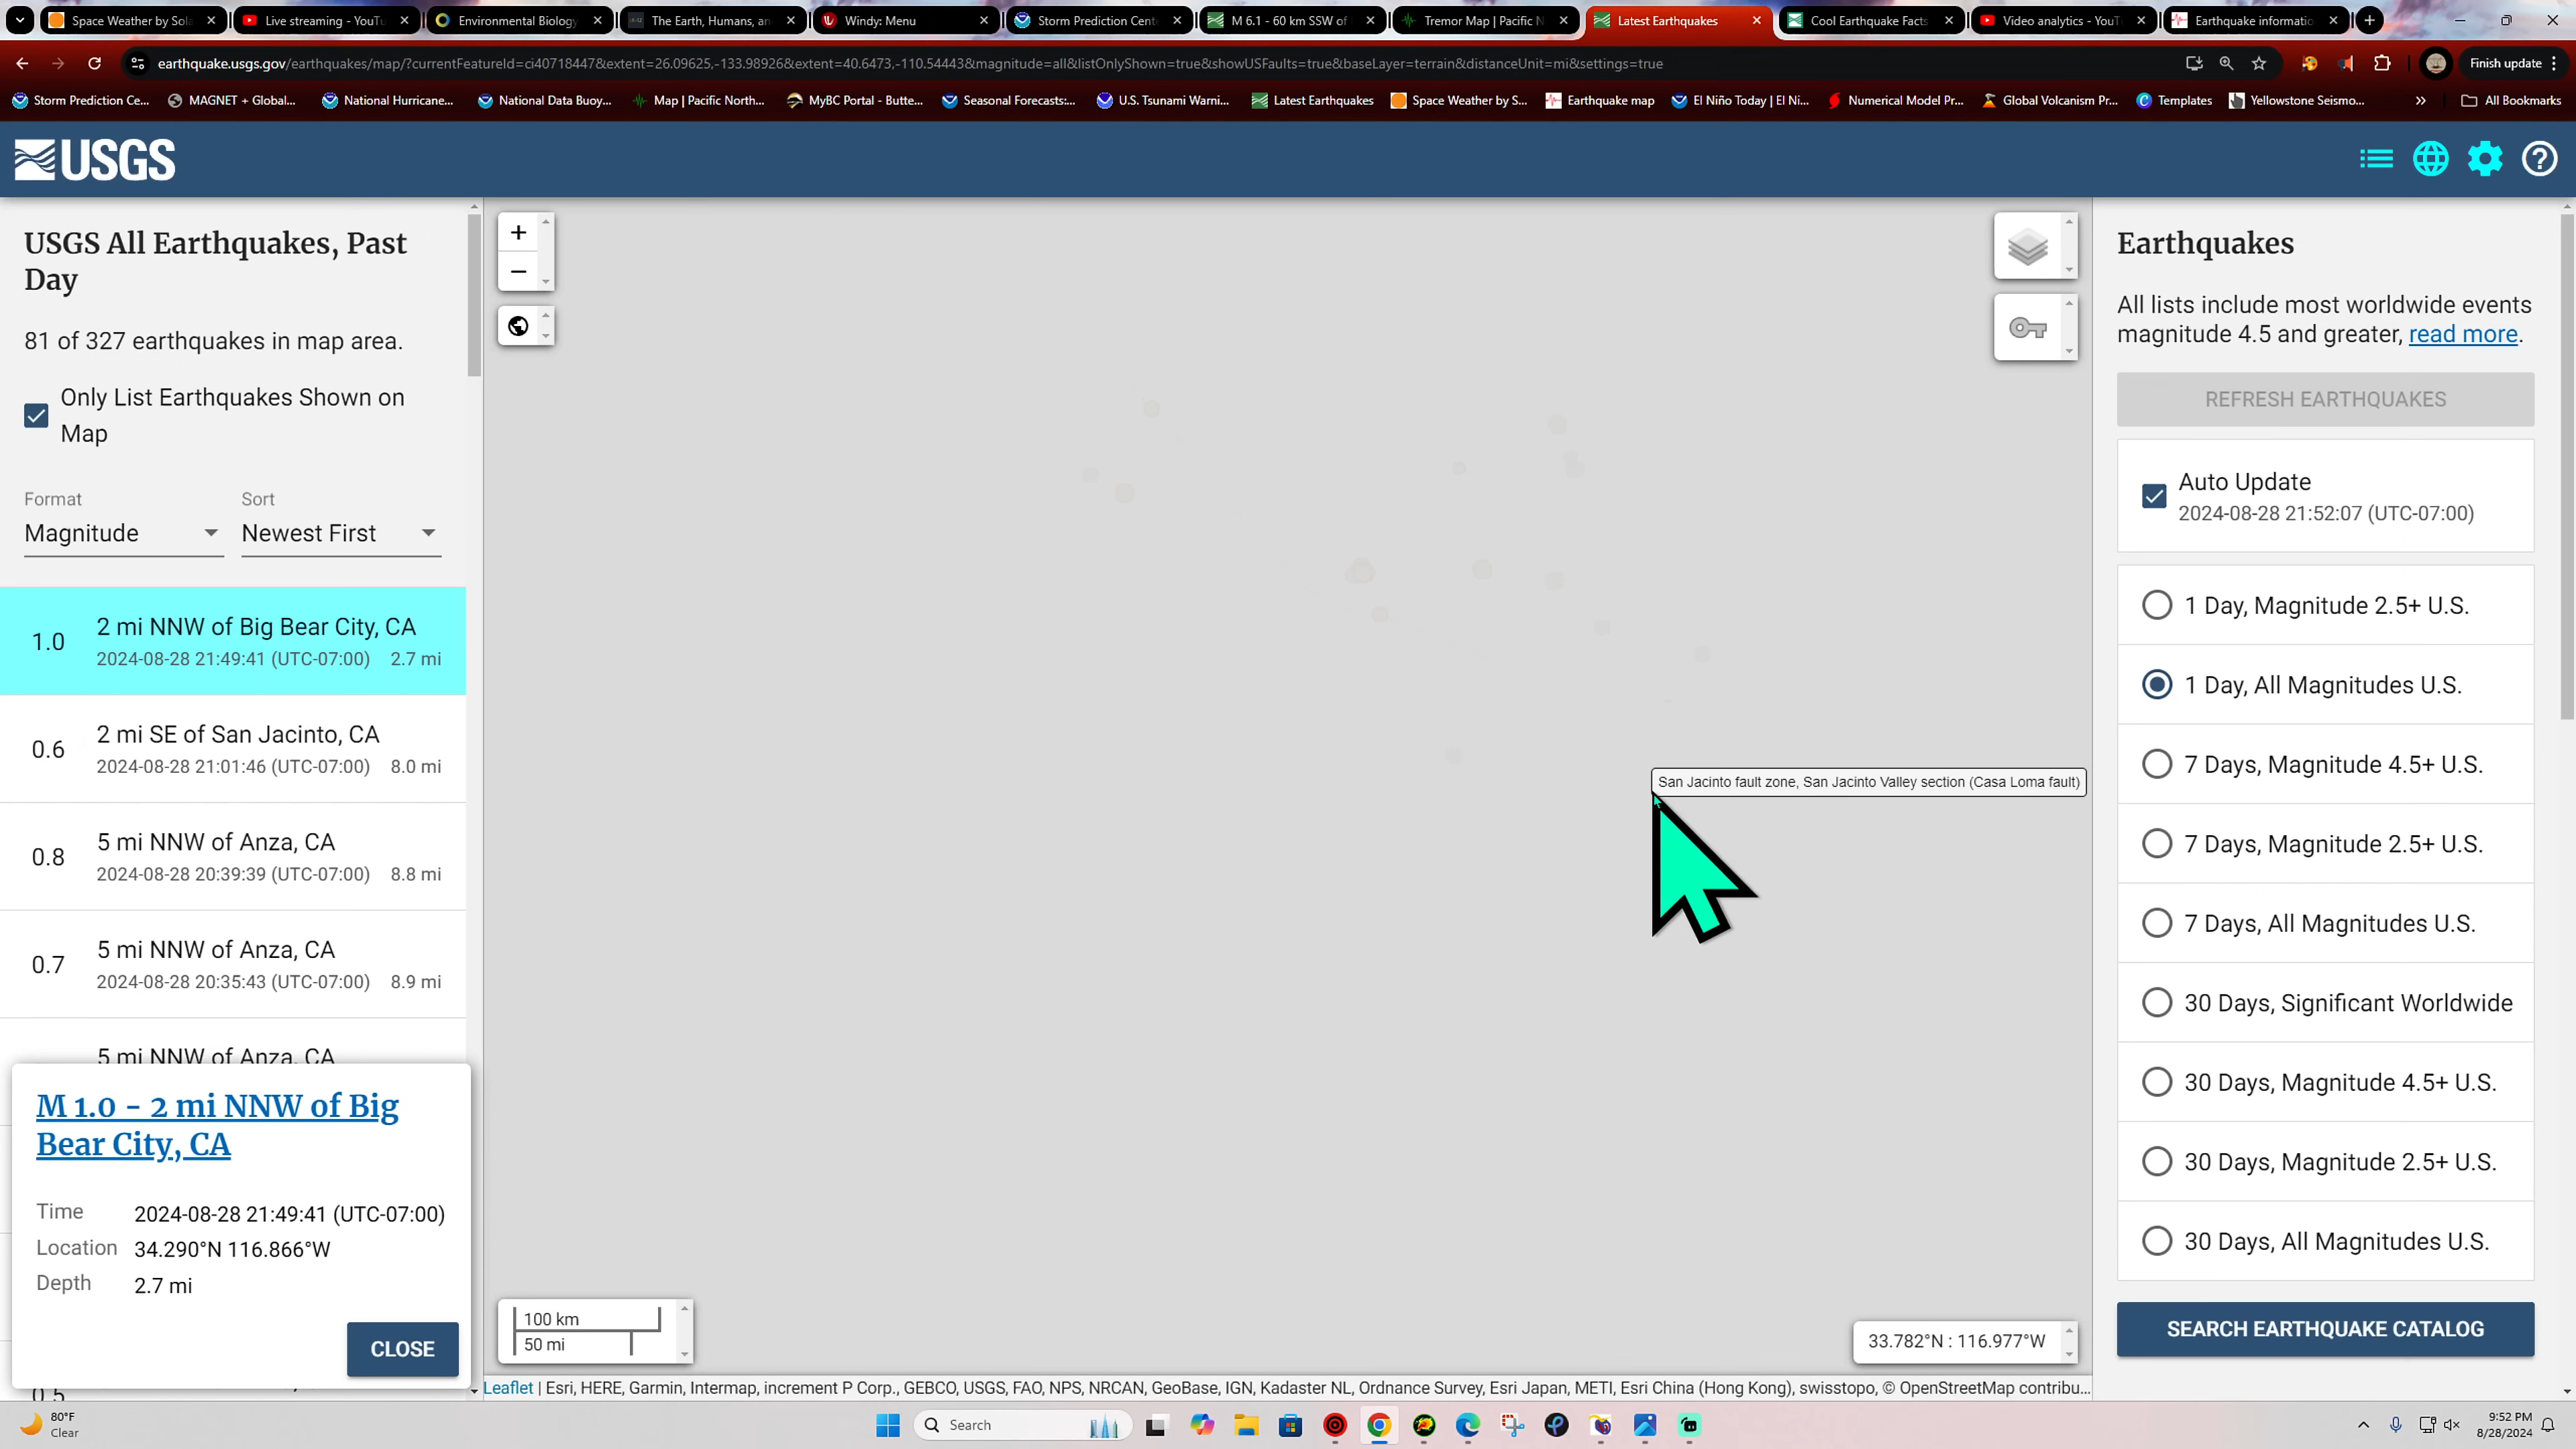 Space Weather by Sola
Live streaming - YouTu
Environmental Biology
The Earth, Humans, an
Windy: Menu
Storm Prediction Cent
M 6.1 - 60 km SSW of
Tremor Map | Pacific N
Latest Earthquakes
Cool Earthquake Facts
Video analytics - YouT
Earthquake informatio
earthquake.usgs.gov/earthquakes/map/?currentFeatureId=ci40718447&extent=26.09625,-133.98926&extent=40.6473,-110.54443&magnitude=all&listOnlyShown=true&showUSFaults=true&baseLayer=terrain&distanceUnit=mi&settings=true
Finish update
Storm Prediction Ce...
MAGNET + Global...
National Hurricane...
National Data Buoy...
Map | Pacific North...
MyBC Portal - Butte...
Seasonal Forecasts:...
U.S. Tsunami Warni...
Latest Earthquakes
Space Weather by S...
Earthquake map
El Niño Today | El Ni...
Numerical Model Pr...
Global Volcanism Pr...
Templates
Yellowstone Seismo...
All Bookmarks
USGS
USGS All Earthquakes, Past
Day
81 of 327 earthquakes in map area.
Only List Earthquakes Shown on
Map
Format
Sort
Magnitude
Newest First
1.0
2 mi NNW of Big Bear City, CA
2024-08-28 21:49:41 (UTC-07:00) 2.7 mi
0.6
2 mi SE of San Jacinto, CA
2024-08-28 21:01:46 (UTC-07:00) 8.0 mi
0.8
5 mi NNW of Anza, CA
2024-08-28 20:39:39 (UTC-07:00) 8.8 mi
0.7
5 mi NNW of Anza, CA
2024-08-28 20:35:43 (UTC-07:00) 8.9 mi
5 mi NNW of Anza, CA
M 1.0 - 2 mi NNW of Big
Bear City, CA
Time 2024-08-28 21:49:41 (UTC-07:00)
Location 34.290°N 116.866°W
Depth 2.7 mi
CLOSE
0.5
San Jacinto fault zone, San Jacinto Valley section (Casa Loma fault)
100 km
50 mi
33.782°N : 116.977°W
Leaflet | Esri, HERE, Garmin, Intermap, increment P Corp., GEBCO, USGS, FAO, NPS, NRCAN, GeoBase, IGN, Kadaster NL, Ordnance Survey, Esri Japan, METI, Esri China (Hong Kong), swisstopo, © OpenStreetMap contribu...
Earthquakes
All lists include most worldwide events
magnitude 4.5 and greater, read more.
REFRESH EARTHQUAKES
Auto Update
2024-08-28 21:52:07 (UTC-07:00)
1 Day, Magnitude 2.5+ U.S.
1 Day, All Magnitudes U.S.
7 Days, Magnitude 4.5+ U.S.
7 Days, Magnitude 2.5+ U.S.
7 Days, All Magnitudes U.S.
30 Days, Significant Worldwide
30 Days, Magnitude 4.5+ U.S.
30 Days, Magnitude 2.5+ U.S.
30 Days, All Magnitudes U.S.
SEARCH EARTHQUAKE CATALOG
80°F
Clear
Search
9:52 PM
8/28/2024